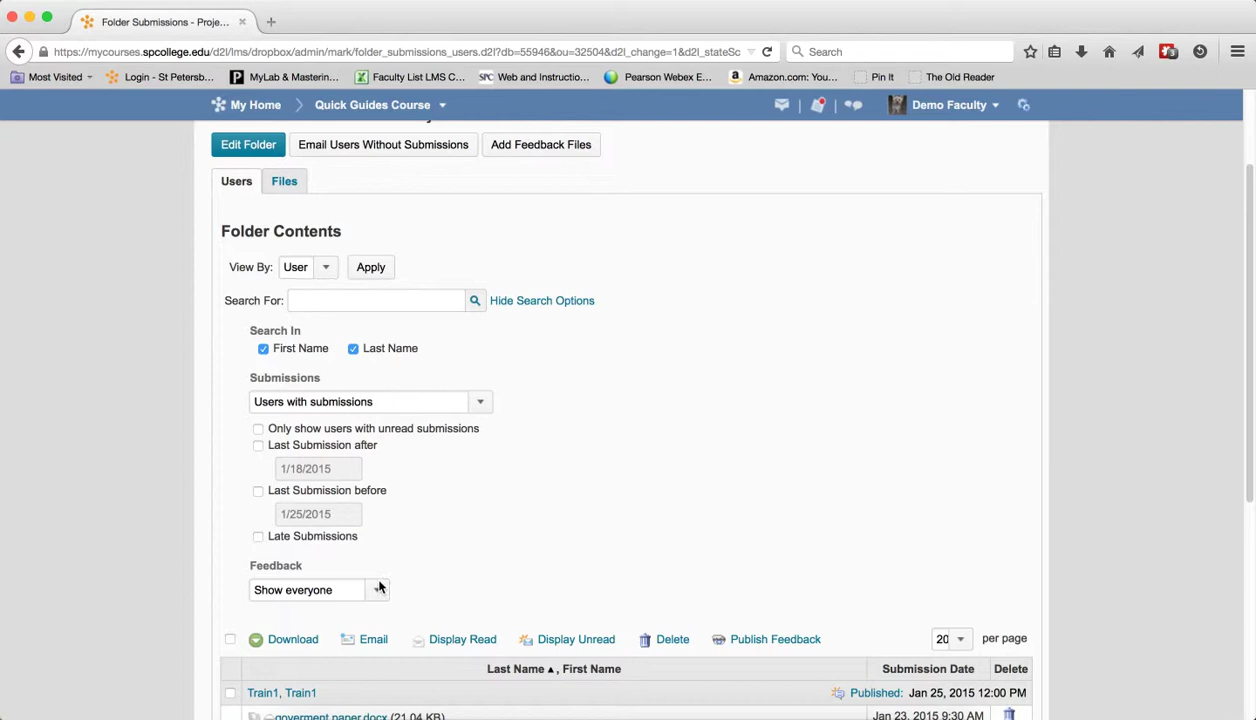 Folder Submissions - Proje...
https://mycourses.spcollege.edu/d2l/lms/dropbox/admin/mark/folder_submissions_users.d2l?db=55946&ou=32504&d2l_change=1&d2l_stateSc
Search
Most Visited
Login - St Petersb...
MyLab & Mastering...
Faculty List LMS C...
SPC Web and Instructio...
Pearson Webex E...
Amazon.com: You...
Pin It
The Old Reader
My Home
Quick Guides Course
Demo Faculty
Edit Folder
Email Users Without Submissions
Add Feedback Files
Users
Files
Folder Contents
View By: User Apply
Search For: Hide Search Options
Search In
First Name Last Name
Submissions
Users with submissions
Only show users with unread submissions
Last Submission after
1/18/2015
Last Submission before
1/25/2015
Late Submissions
Feedback
Show everyone
Download Email Display Read Display Unread Delete Publish Feedback 20 per page
Last Name, First Name Submission Date Delete
Train1, Train1 Published: Jan 25, 2015 12:00 PM
goverment paper.docx (21.04 KB) Jan 23, 2015 9:30 AM